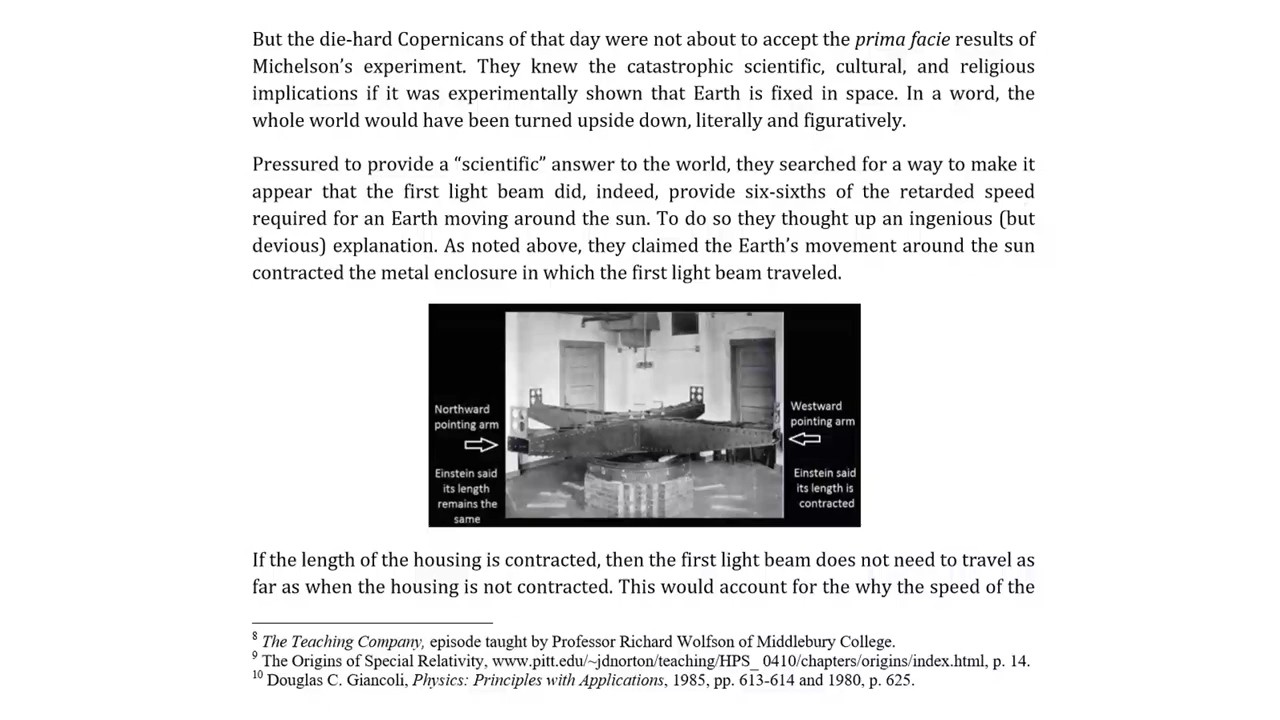 But the die-hard Copernicans of that day were not about to accept the prima facie results of
Michelson’s experiment. They knew the catastrophic scientific, cultural, and religious
implications if it was experimentally shown that Earth is fixed in space. In a word, the
whole world would have been turned upside down, literally and figuratively.
Pressured to provide a “scientific” answer to the world, they searched for a way to make it
appear that the first light beam did, indeed, provide six-sixths of the retarded speed
required for an Earth moving around the sun. To do so they thought up an ingenious (but
devious) explanation. As noted above, they claimed the Earth’s movement around the sun
contracted the metal enclosure in which the first light beam traveled.
Northward
pointing arm
Einstein said
its length
remains the
same
Westward
pointing arm
Einstein said
its length is
contracted
If the length of the housing is contracted, then the first light beam does not need to travel as
far as when the housing is not contracted. This would account for the why the speed of the
8 The Teaching Company, episode taught by Professor Richard Wolfson of Middlebury College.
9 The Origins of Special Relativity, www.pitt.edu/~jdnorton/teaching/HPS_ 0410/chapters/origins/index.html, p. 14.
10 Douglas C. Giancoli, Physics: Principles with Applications, 1985, pp. 613-614 and 1980, p. 625.